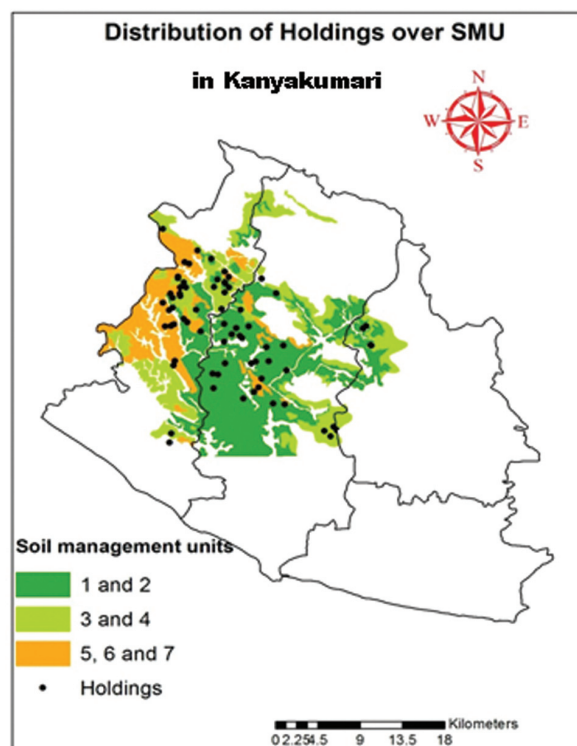 Distribution of Holdings over SMU
in Kanyakumari
N
W E
S
Soil management units
1 and 2
3 and 4
5, 6 and 7
Holdings
Kilometers
0 2.25 4.5 9 13.5 18